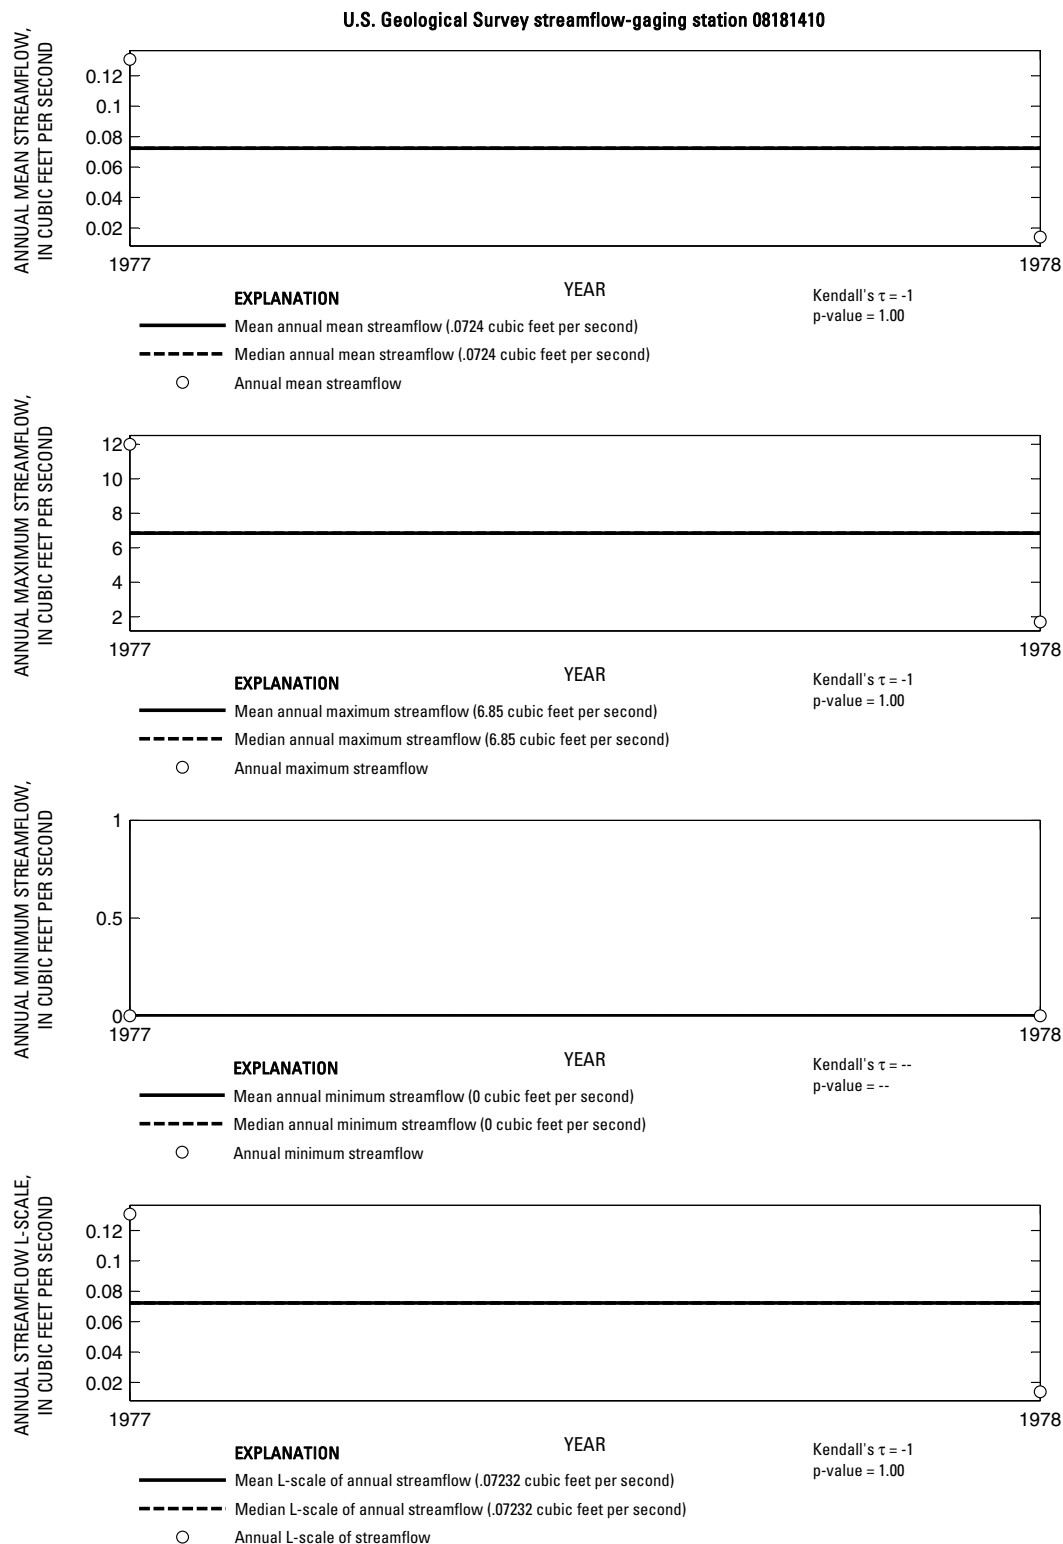 U.S. Geological Survey streamflow-gaging station 08181410
ANNUAL MEAN STREAMFLOW,
IN CUBIC FEET PER SECOND
0.12
0.1
0.08
0.06
0.04
0.02
1977
1978
YEAR
EXPLANATION
Mean annual mean streamflow (.0724 cubic feet per second)
Median annual mean streamflow (.0724 cubic feet per second)
Annual mean streamflow
Kendall's τ = -1
p-value = 1.00
ANNUAL MAXIMUM STREAMFLOW,
IN CUBIC FEET PER SECOND
12
10
8
6
4
2
1977
1978
YEAR
EXPLANATION
Mean annual maximum streamflow (6.85 cubic feet per second)
Median annual maximum streamflow (6.85 cubic feet per second)
Annual maximum streamflow
Kendall's τ = -1
p-value = 1.00
ANNUAL MINIMUM STREAMFLOW,
IN CUBIC FEET PER SECOND
1
0.5
0
1977
1978
YEAR
EXPLANATION
Mean annual minimum streamflow (0 cubic feet per second)
Median annual minimum streamflow (0 cubic feet per second)
Annual minimum streamflow
Kendall's τ = --
p-value = --
ANNUAL STREAMFLOW L-SCALE,
IN CUBIC FEET PER SECOND
0.12
0.1
0.08
0.06
0.04
0.02
1977
1978
YEAR
EXPLANATION
Mean L-scale of annual streamflow (.07232 cubic feet per second)
Median L-scale of annual streamflow (.07232 cubic feet per second)
Annual L-scale of streamflow
Kendall's τ = -1
p-value = 1.00